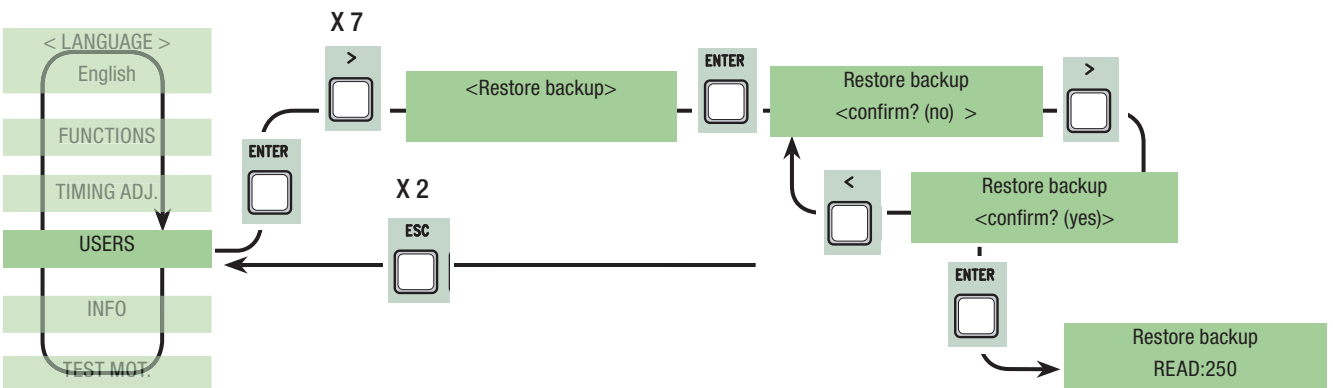 < LANGUAGE >
English
FUNCTIONS
TIMING ADJ.
USERS
INFO
TEST MOT.
ENTER
X 7
>
<Restore backup>
ENTER
Restore backup
<confirm? (no) >
>
Restore backup
<confirm? (yes)>
<
X 2
ESC
ENTER
Restore backup
READ:250